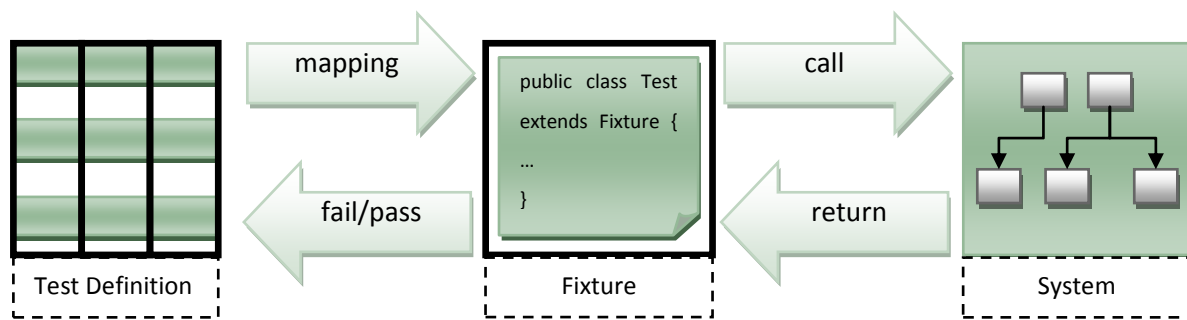 mapping
call
public class Test
extends Fixture {
...
}
fail/pass
return
Test Definition
Fixture
System